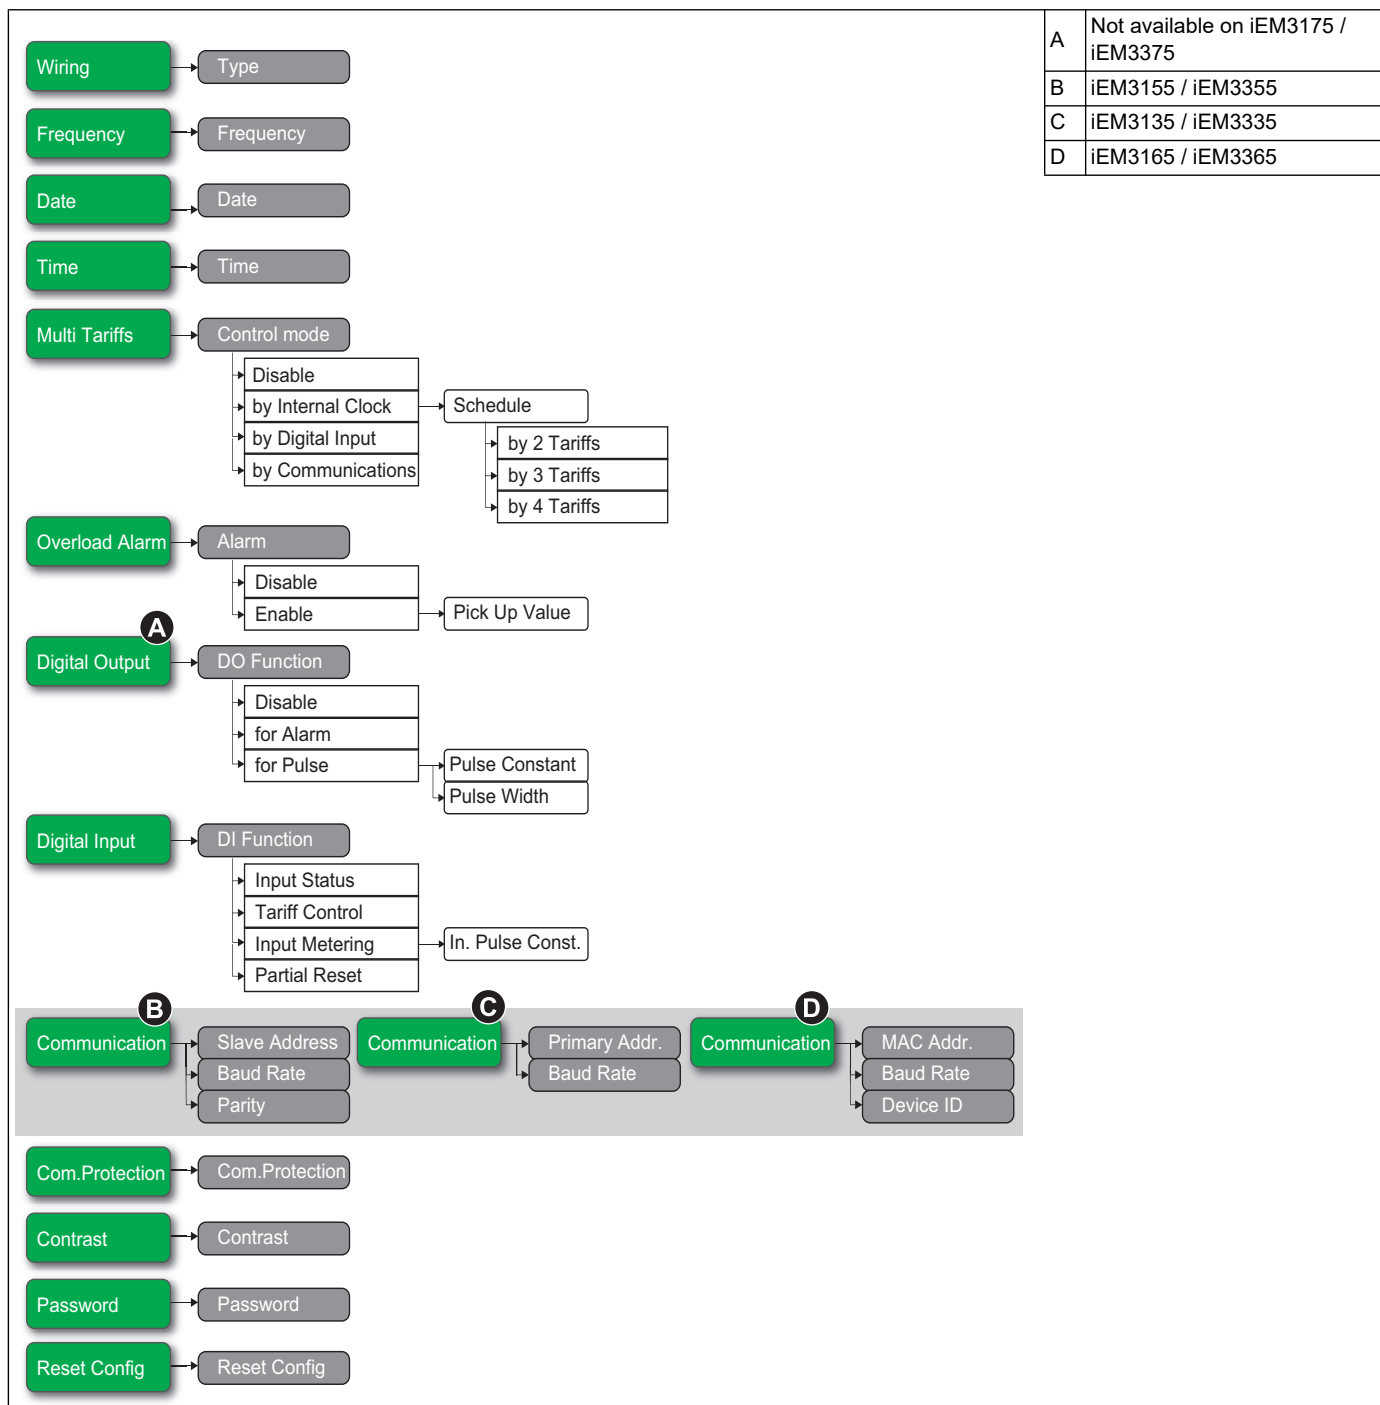 A
Not available on iEM3175 /
iEM3375
B
iEM3155 / iEM3355
C
iEM3135 / iEM3335
D
iEM3165 / iEM3365
Wiring
Type
Frequency
Frequency
Date
Date
Time
Time
Multi Tariffs
Control mode
Disable
by Internal Clock
Schedule
by Digital Input
by 2 Tariffs
by Communications
by 3 Tariffs
by 4 Tariffs
Overload Alarm
Alarm
Disable
Enable
Pick Up Value
A
Digital Output
DO Function
Disable
for Alarm
for Pulse
Pulse Constant
Pulse Width
Digital Input
DI Function
Input Status
Tariff Control
Input Metering
In. Pulse Const.
Partial Reset
B
Communication
Slave Address
Baud Rate
Parity
C
Communication
Primary Addr.
Baud Rate
D
Communication
MAC Addr.
Baud Rate
Device ID
Com.Protection
Com.Protection
Contrast
Contrast
Password
Password
Reset Config
Reset Config